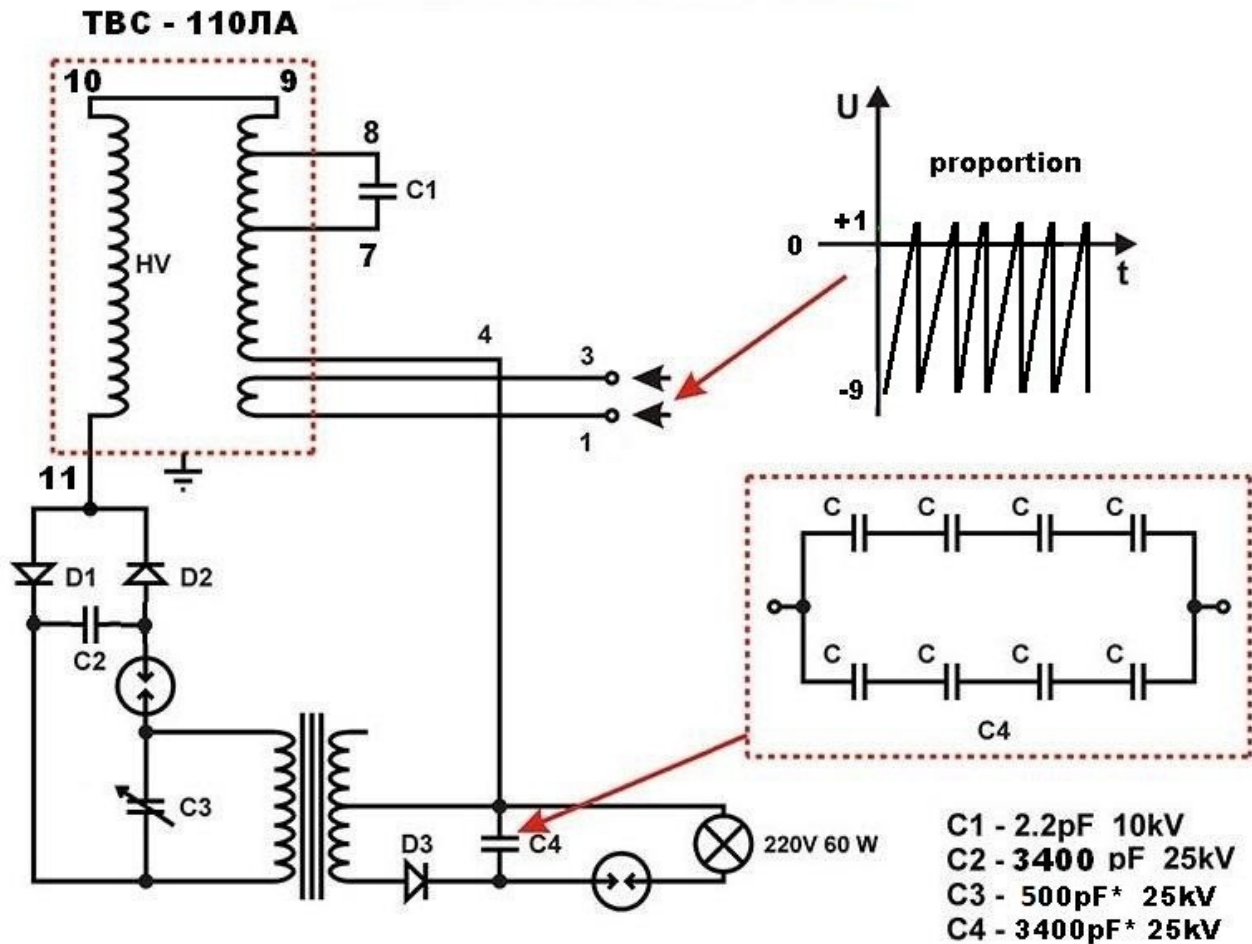 ТВС - 110ЛА
10
9
8
C1
7
HV
4
3
1
11
U
proportion
+1
0
t
-9
D1
D2
C2
C3
D3
C4
220V 60 W
C C C C
C C C C
C4
C1 - 2.2pF 10kV
C2 - 3400 pF 25kV
C3 - 500pF* 25kV
C4 - 3400pF* 25kV